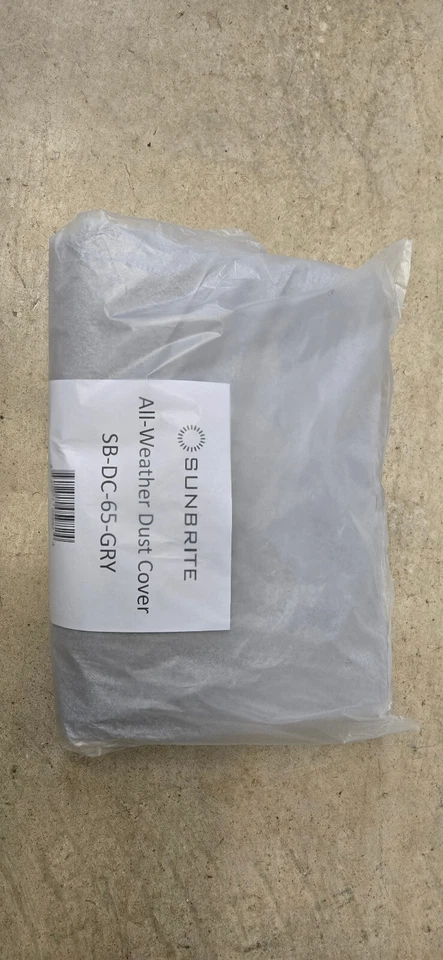 SUNBRITE
All-Weather Dust Cover
SB-DC-65-GRY